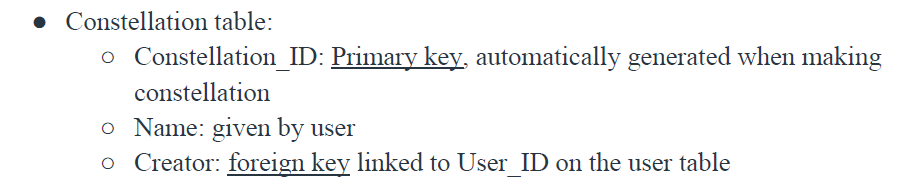 ● Constellation table:
○ Constellation_ID: Primary key, automatically generated when making
constellation
○ Name: given by user
○ Creator: foreign key linked to User_ID on the user table